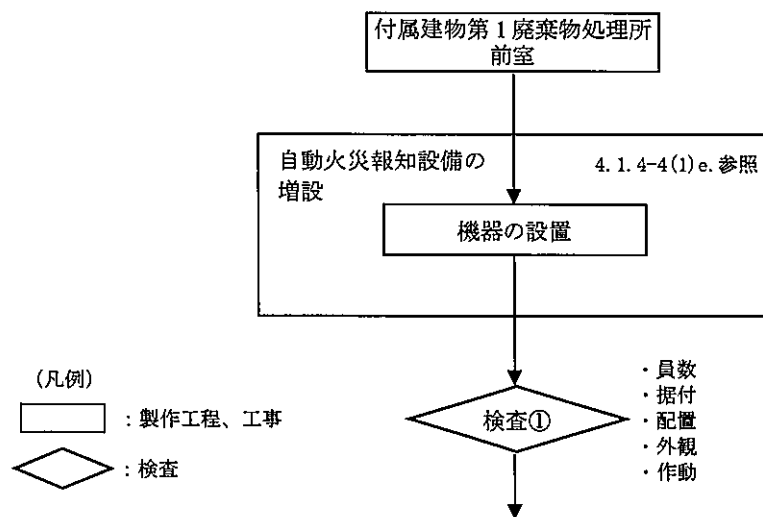 付属建物第１廃棄物処理所
前室
自動火災報知設備の
増設
4.1.4-4(1)e.参照
機器の設置
検査①
・員数
・据付
・配置
・外観
・作動
(凡例)
：製作工程、工事
：検査